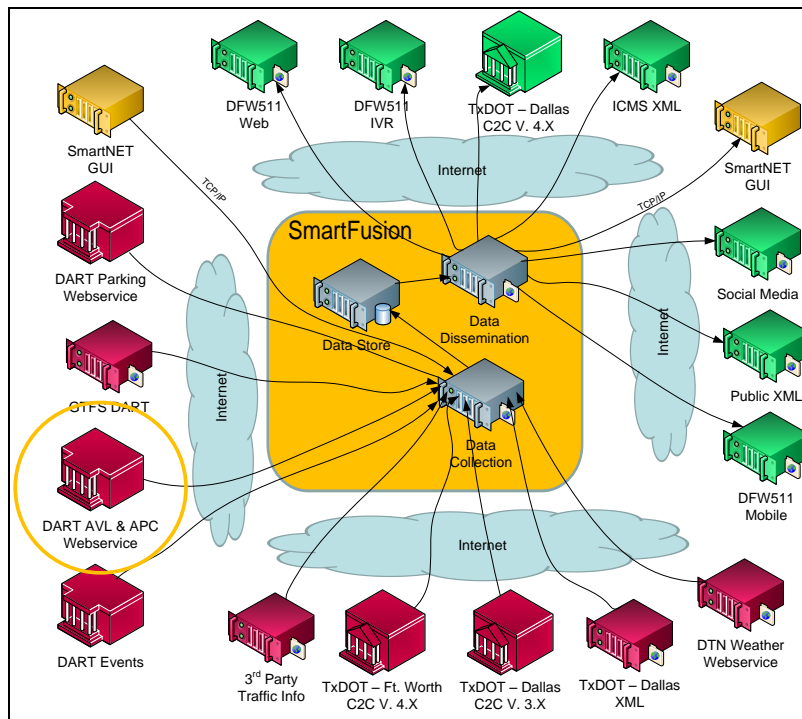 DFW511
Web
DFW511
IVR
TxDOT – Dallas
C2C V. 4.X
ICMS XML
SmartNET
GUI
SmartNET
GUI
TCP/IP
TCP/IP
Internet
SmartFusion
DART Parking
Webservice
Data Store
Data
Dissemination
Social Media
Internet
Internet
GTFS DART
Public XML
Data
Collection
DART AVL & APC
Webservice
DFW511
Mobile
Internet
DART Events
3rd Party
Traffic Info
TxDOT – Ft. Worth
C2C V. 4.X
TxDOT – Dallas
C2C V. 3.X
TxDOT – Dallas
XML
DTN Weather
Webservice